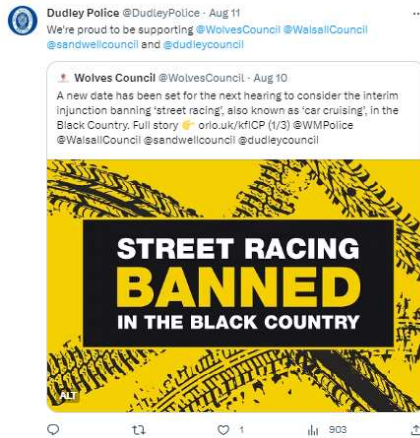 Dudley Police @DudleyPolice · Aug 11
We're proud to be supporting @WolvesCouncil @WalsallCouncil
@sandwellcouncil and @dudleycouncil
Wolves Council @WolvesCouncil · Aug 10
A new date has been set for the next hearing to consider the interim
injunction banning 'street racing', also known as 'car cruising', in the
Black Country. Full story 👉 orlo.uk/kflCP (1/3) @WMPolice
@WalsallCouncil @sandwellcouncil @dudleycouncil
STREET RACING
BANNED
IN THE BLACK COUNTRY
ALT
1 903